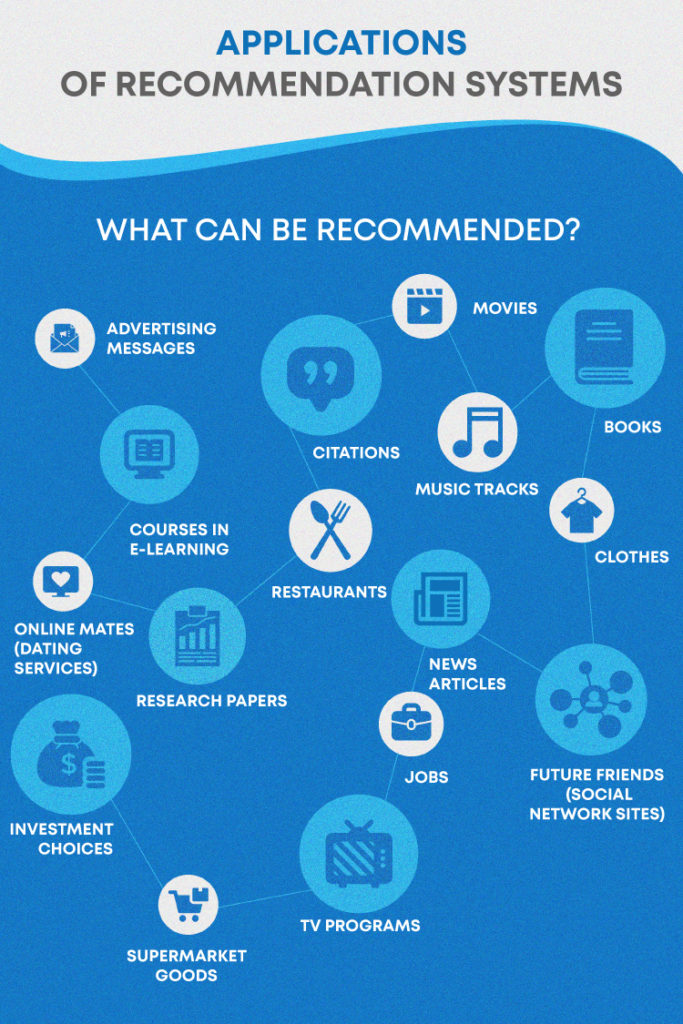 APPLICATIONS
OF RECOMMENDATION SYSTEMS
WHAT CAN BE RECOMMENDED?
ADVERTISING
MESSAGES
MOVIES
CITATIONS
BOOKS
MUSIC TRACKS
COURSES IN
E-LEARNING
CLOTHES
RESTAURANTS
ONLINE MATES
(DATING
SERVICES)
RESEARCH PAPERS
NEWS
ARTICLES
JOBS
FUTURE FRIENDS
(SOCIAL
NETWORK SITES)
INVESTMENT
CHOICES
$
TV PROGRAMS
SUPERMARKET
GOODS